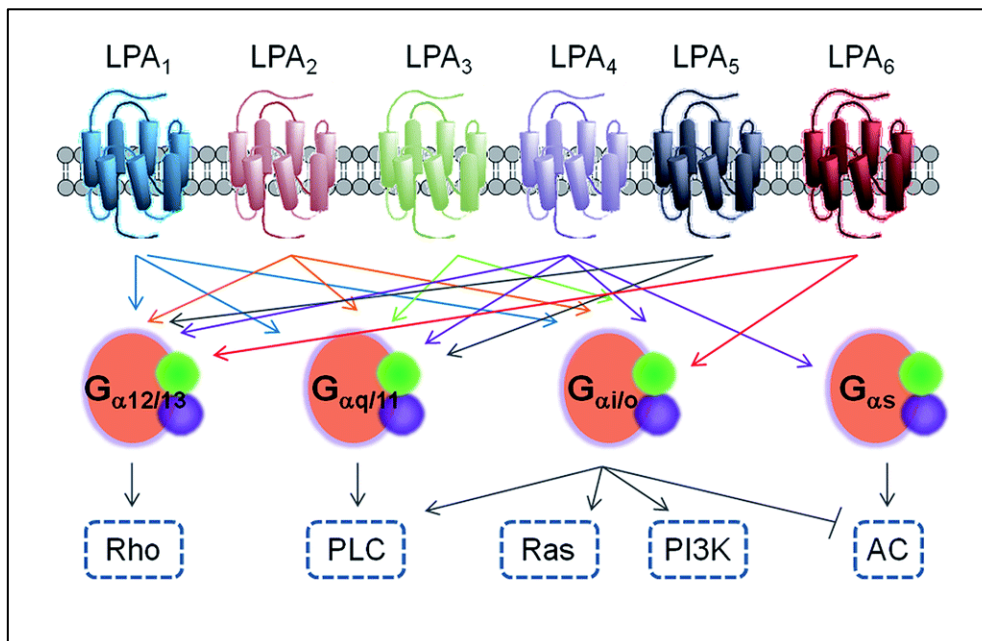 LPA₁ LPA₂ LPA₃ LPA₄ LPA₅ LPA₆
Gα12/13 Gαq/11 Gαi/o Gαs
Rho PLC Ras PI3K AC